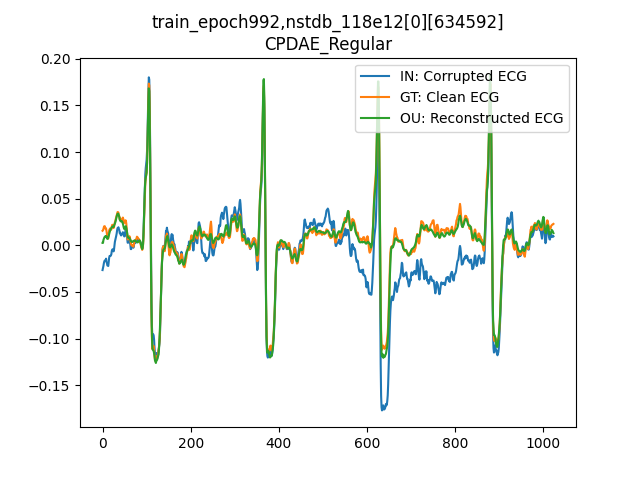 train_epoch992,nstdb_118e12[0][634592]
CPDAE_Regular
IN: Corrupted ECG
GT: Clean ECG
OU: Reconstructed ECG
0.20
0.15
0.10
0.05
0.00
−0.05
−0.10
−0.15
0 200 400 600 800 1000